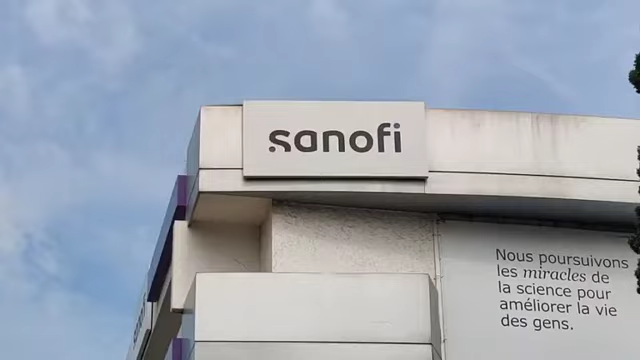 sanofi
Nous poursuivons
les miracles de
la science pour
améliorer la vie
des gens.